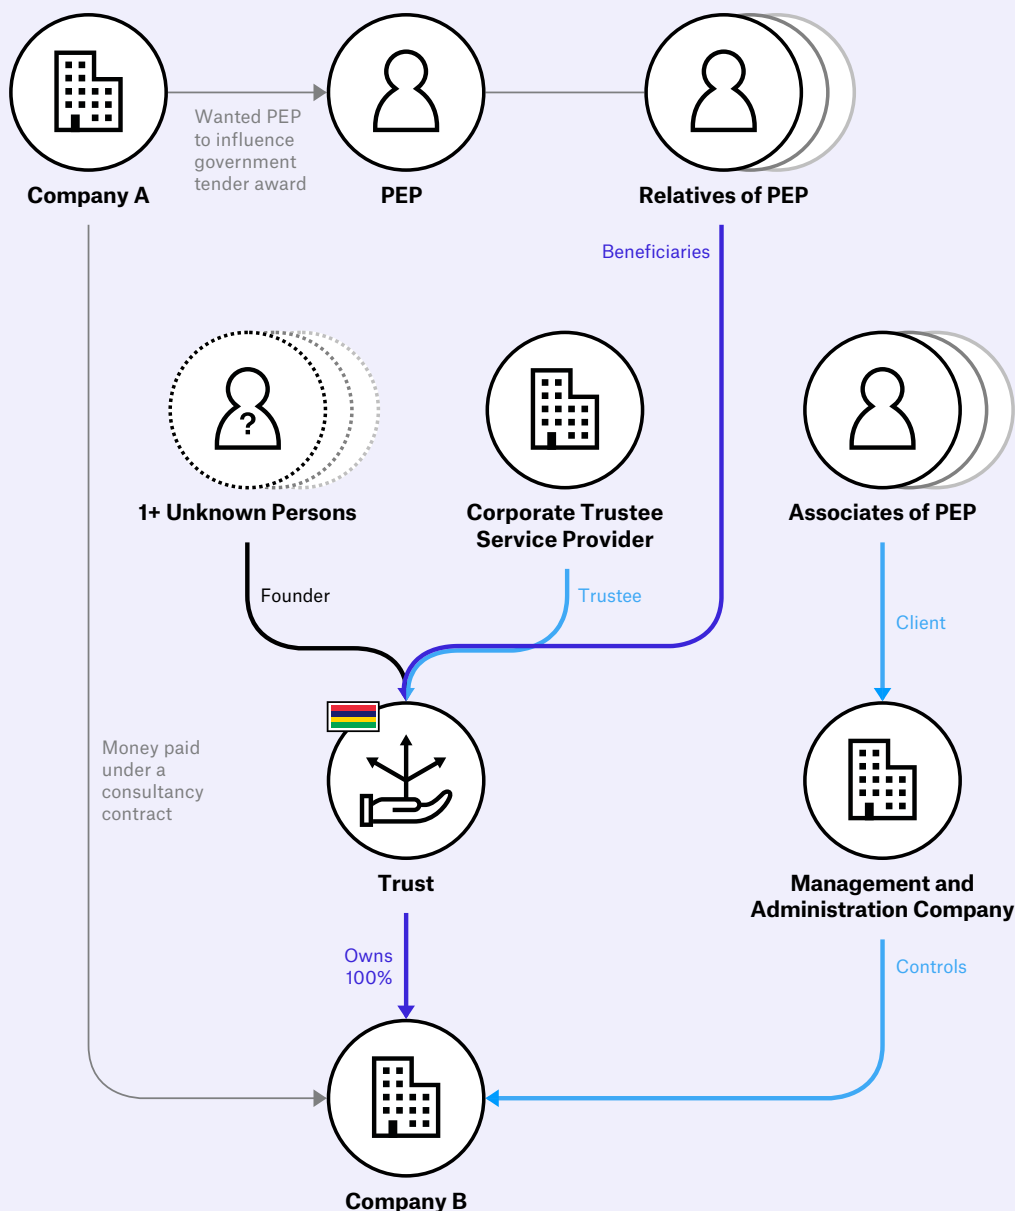 Wanted PEP
to influence
government
tender award
Company A
PEP
Relatives of PEP
Beneficiaries
?
1+ Unknown Persons
Corporate Trustee
Service Provider
Associates of PEP
Founder
Trustee
Client
Money paid
under a
consultancy
contract
Trust
Management and
Administration Company
Owns
100%
Controls
Company B